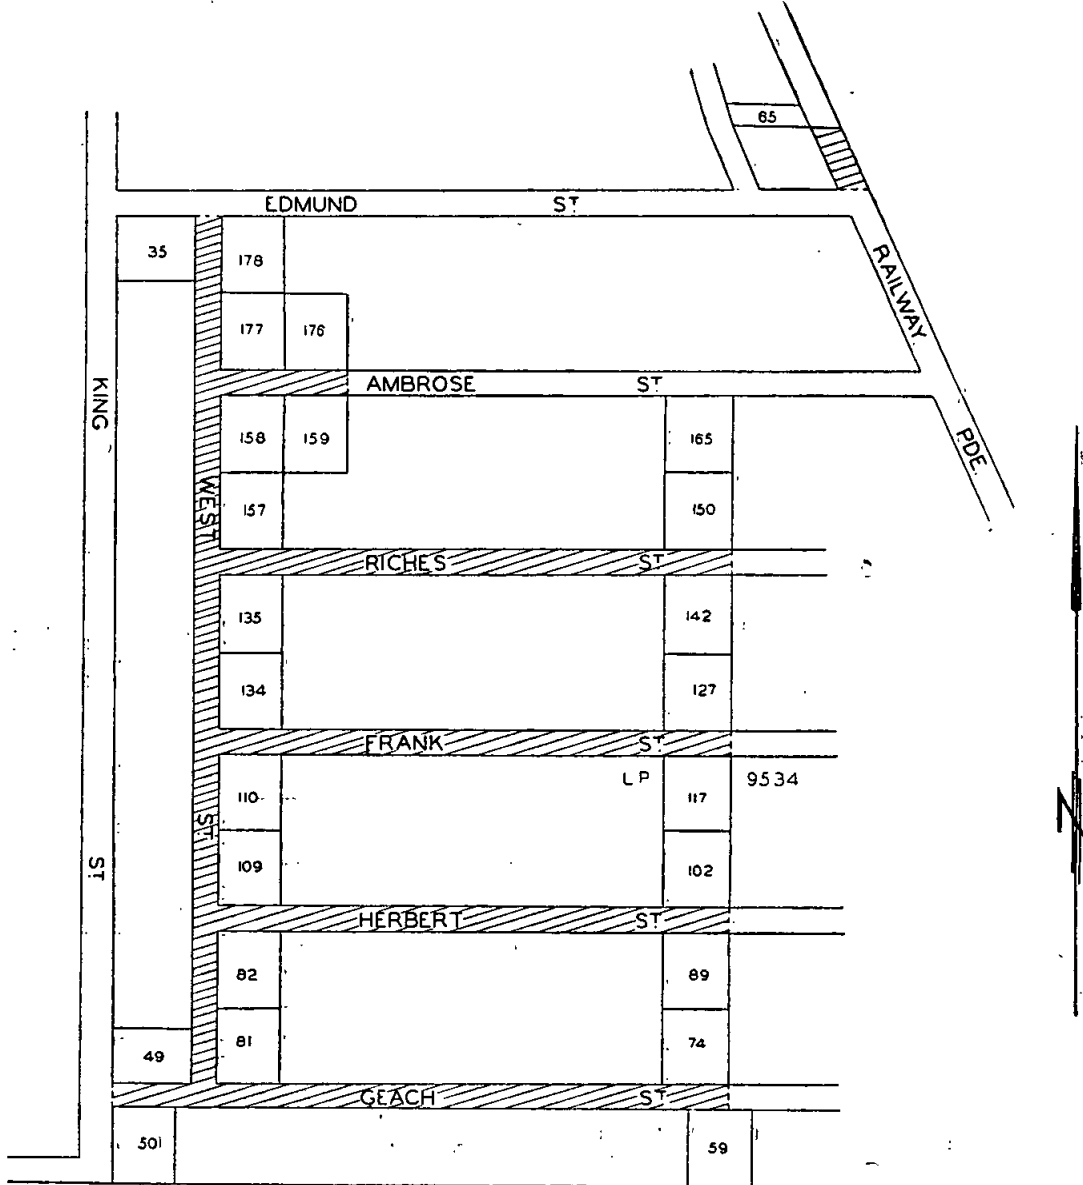 65
EDMUND ST
35 178
RAILWAY PDE.
177 176
AMBROSE ST
KING ST
158 159 165
WEST ST
157 150
RICHES ST
135 142
134 127
FRANK ST
LP 9534
110 117
109 102
HERBERT ST
82 89
81 74
49
GEACH ST
501 59
N